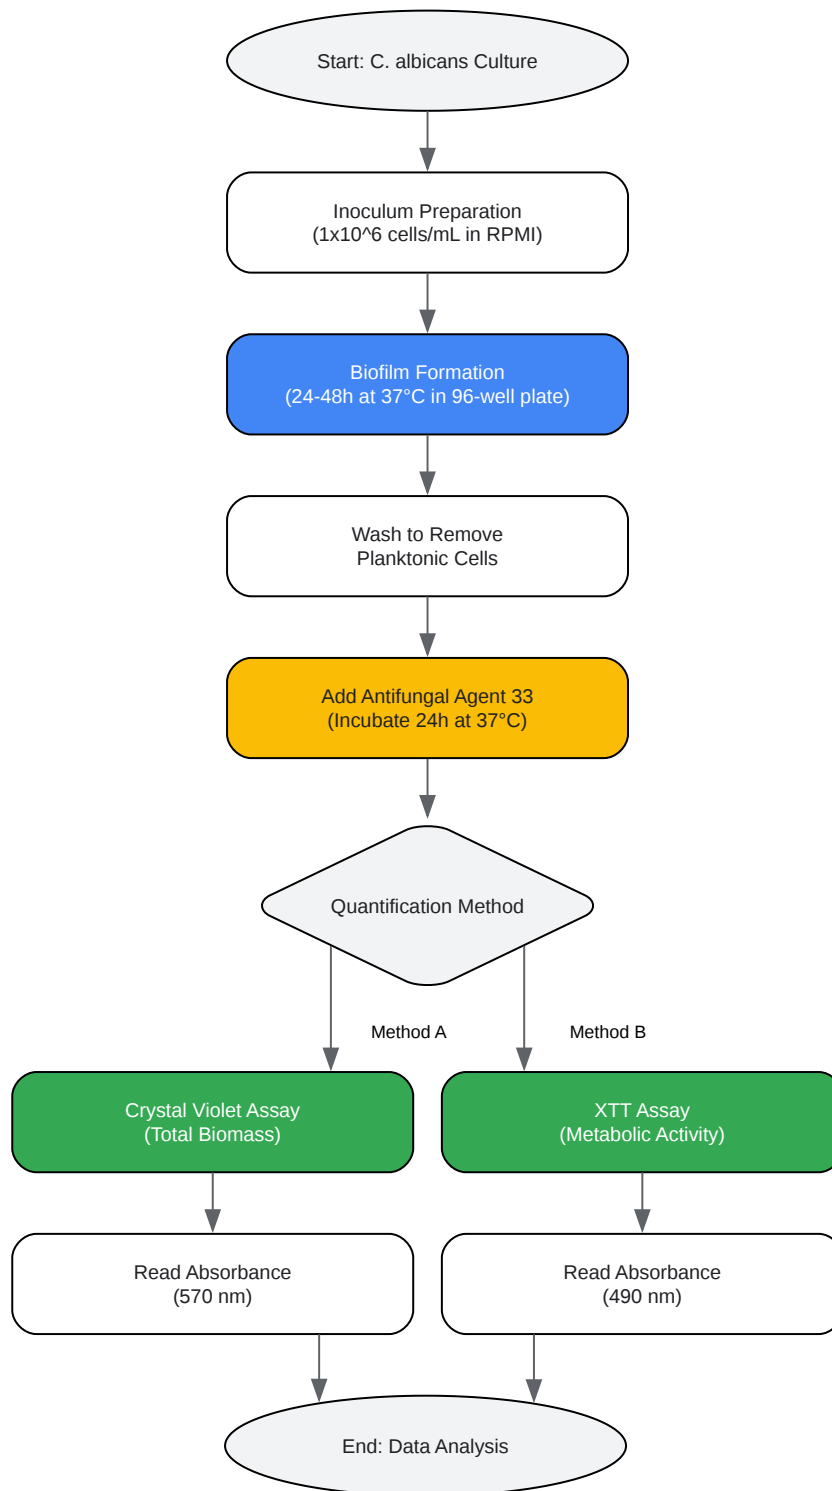 Start: C. albicans Culture
Inoculum Preparation
(1x10^6 cells/mL in RPMI)
Biofilm Formation
(24-48h at 37°C in 96-well plate)
Wash to Remove
Planktonic Cells
Add Antifungal Agent 33
(Incubate 24h at 37°C)
Quantification Method
Method A
Method B
Crystal Violet Assay
(Total Biomass)
XTT Assay
(Metabolic Activity)
Read Absorbance
(570 nm)
Read Absorbance
(490 nm)
End: Data Analysis